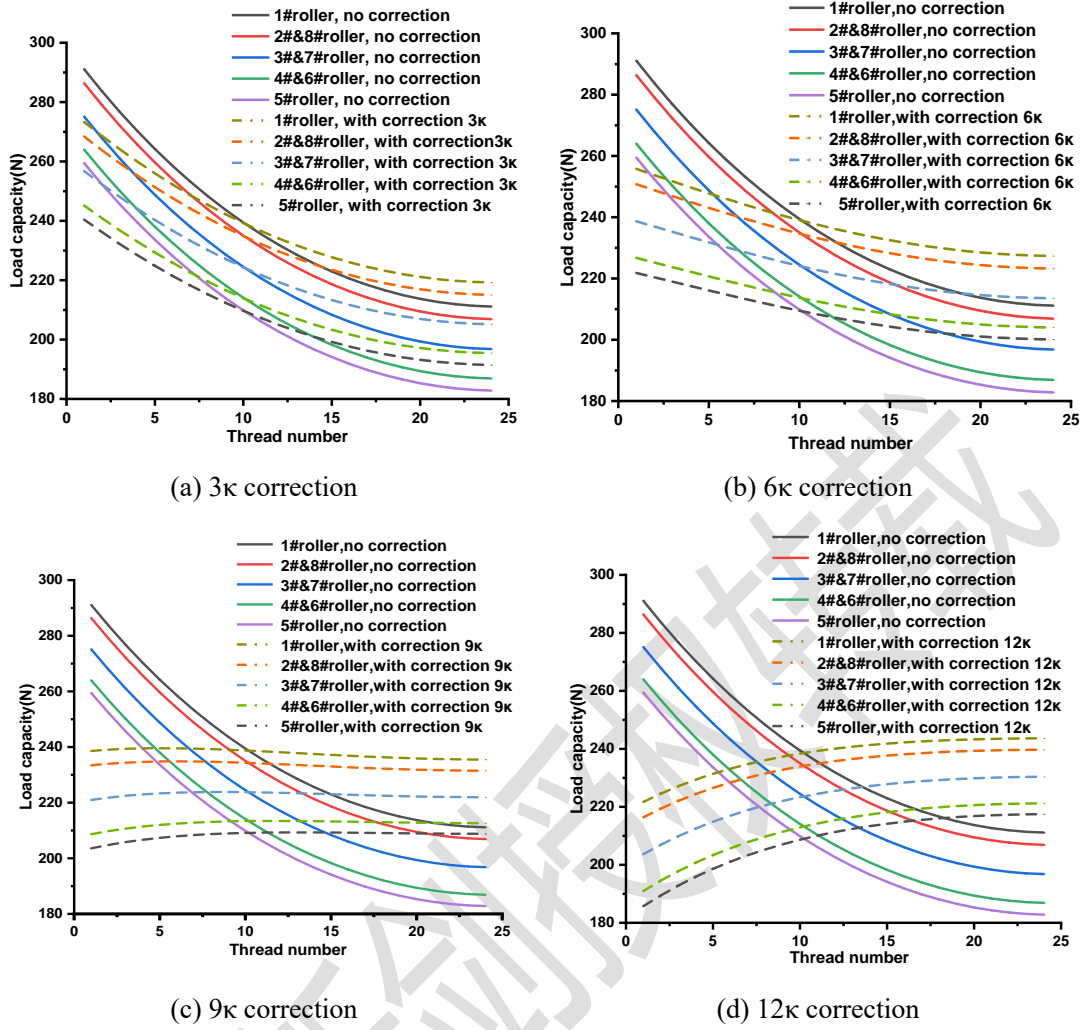 1#roller, no correction
2#&8#roller, no correction
3#&7#roller, no correction
4#&6#roller, no correction
5#roller, no correction
1#roller, with correction 3κ
2#&8#roller, with correction3κ
3#&7#roller, with correction 3κ
4#&6#roller, with correction 3κ
5#roller, with correction 3κ
300
280
260
240
220
200
180
Load capacity(N)
0 5 10 15 20 25
Thread number
(a) 3κ correction
1#roller,no correction
2#&8#roller,no correction
3#&7#roller,no correction
4#&6#roller,no correction
5#roller,no correction
1#roller,with correction 6κ
2#&8#roller,with correction 6κ
3#&7#roller,with correction 6κ
4#&6#roller,with correction 6κ
5#roller,with correction 6κ
300
280
260
240
220
200
180
Load capacity(N)
0 5 10 15 20 25
Thread number
(b) 6κ correction
1#roller,no correction
2#&8#roller,no correction
3#&7#roller,no correction
4#&6#roller,no correction
5#roller,no correction
1#roller,with correction 9κ
2#&8#roller,with correction 9κ
3#&7#roller,with correction 9κ
4#&6#roller,with correction 9κ
5#roller,with correction 9κ
300
280
260
240
220
200
180
Load capacity(N)
0 5 10 15 20 25
Thread number
(c) 9κ correction
1#roller,no correction
2#&8#roller,no correction
3#&7#roller,no correction
4#&6#roller,no correction
5#roller,no correction
1#roller,with correction 12κ
2#&8#roller,with correction 12κ
3#&7#roller,with correction 12κ
4#&6#roller,with correction 12κ
5#roller,with correction 12κ
300
280
260
240
220
200
180
Load capacity(N)
0 5 10 15 20 25
Thread number
(d) 12κ correction
剑授权转载